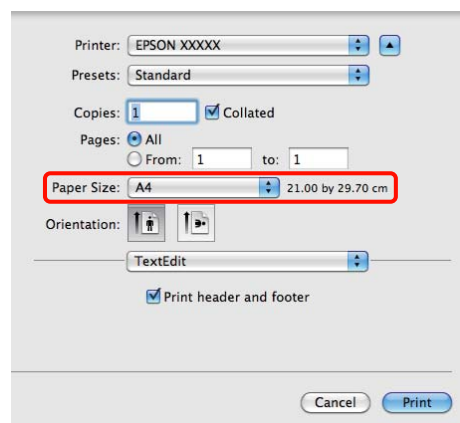 Printer: EPSON XXXXX
Presets: Standard
Copies: 1 Collated
Pages: All
From: 1 to: 1
Paper Size: A4 21.00 by 29.70 cm
Orientation:
TextEdit
Print header and footer
Cancel Print